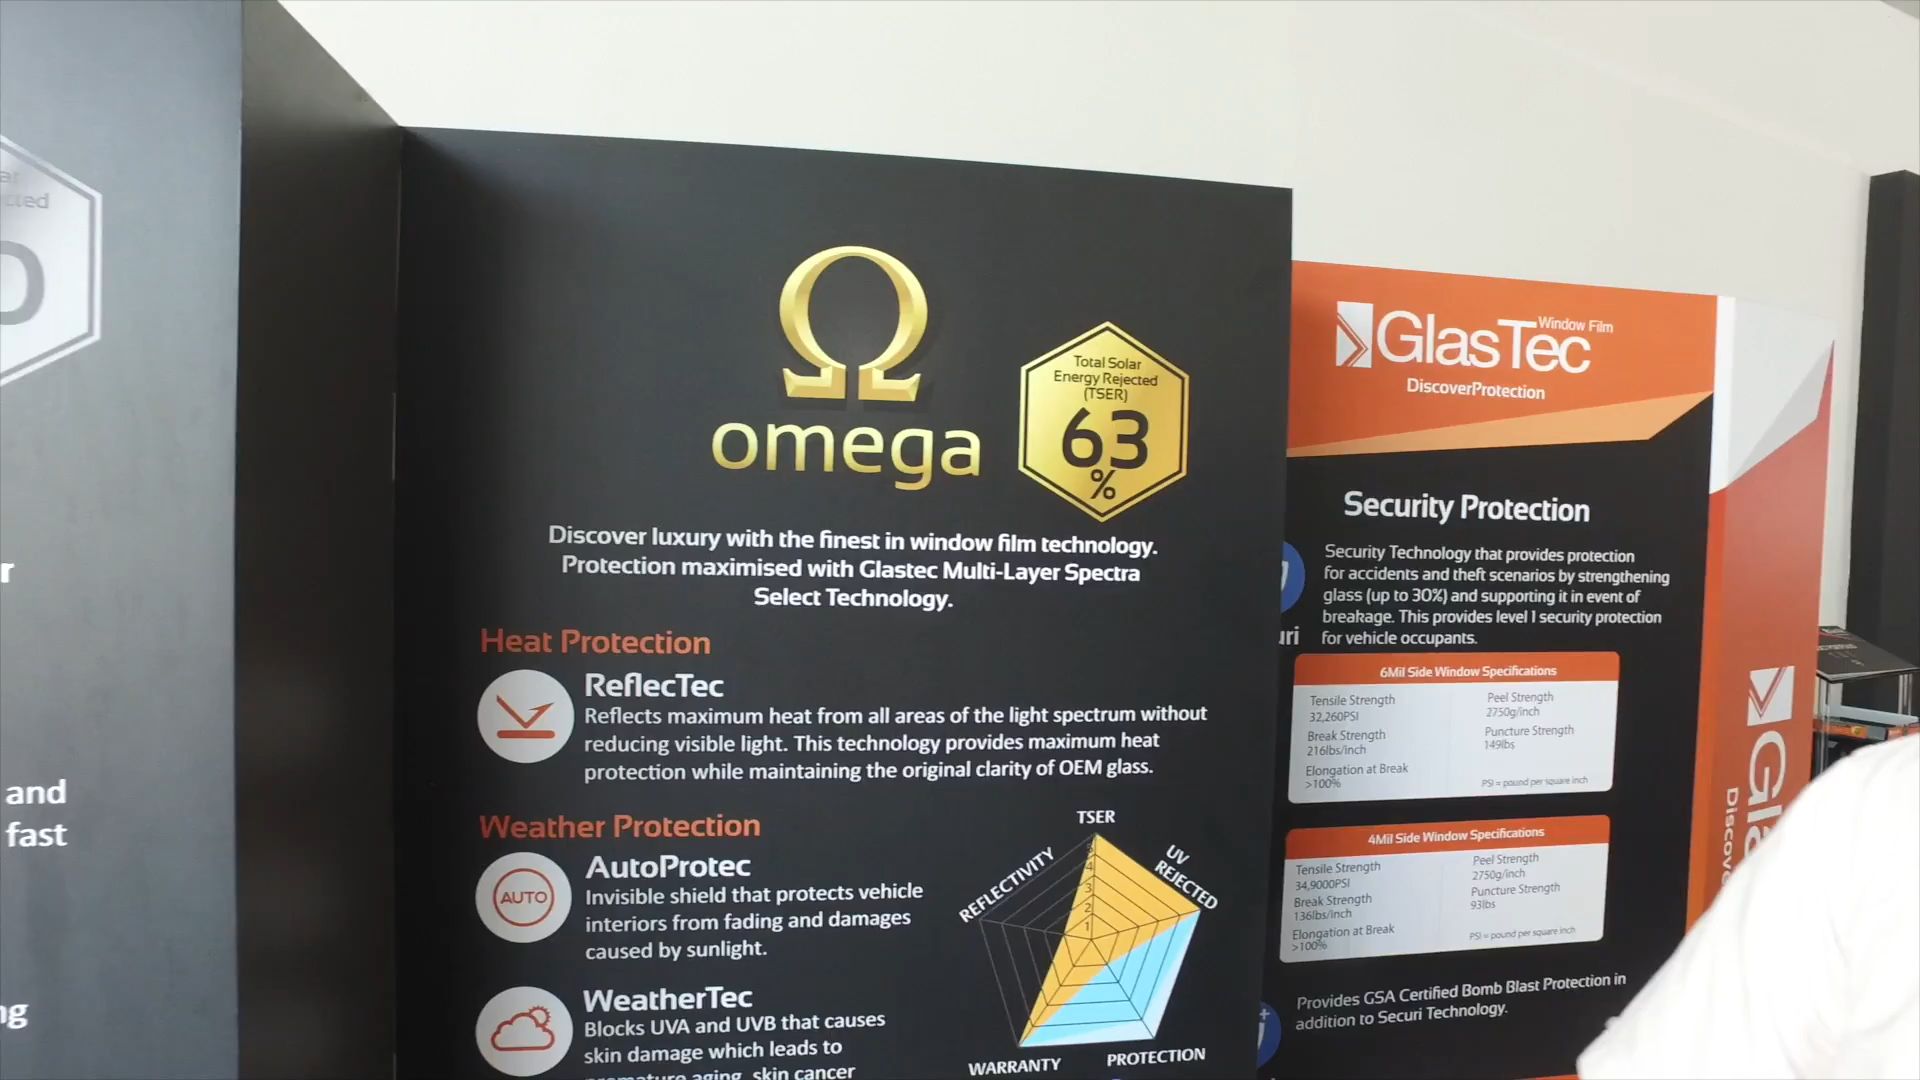 and
fast
Ω
omega
Total Solar
Energy Rejected
(TSER)
63
%
Discover luxury with the finest in window film technology.
Protection maximised with Glastec Multi-Layer Spectra
Select Technology.
Heat Protection
ReflecTec
Reflects maximum heat from all areas of the light spectrum without
reducing visible light. This technology provides maximum heat
protection while maintaining the original clarity of OEM glass.
Weather Protection
AUTO
AutoProtec
Invisible shield that protects vehicle
interiors from fading and damages
caused by sunlight.
WeatherTec
Blocks UVA and UVB that causes
skin damage which leads to
premature aging, skin cancer
TSER
UV
REJECTED
REFLECTIVITY
4
3
2
1
WARRANTY
PROTECTION
GlasTec
Window Film
DiscoverProtection
Security Protection
Security Technology that provides protection
for accidents and theft scenarios by strengthening
glass (up to 30%) and supporting it in event of
breakage. This provides level 1 security protection
for vehicle occupants.
6Mil Side Window Specifications
Tensile Strength
32,260PSI
Break Strength
216lbs/inch
Elongation at Break
>100%
Peel Strength
2750g/inch
Puncture Strength
149lbs
PSI = pound per square inch
4Mil Side Window Specifications
Tensile Strength
34,9000PSI
Break Strength
136lbs/inch
Elongation at Break
>100%
Peel Strength
2750g/inch
Puncture Strength
93lbs
PSI = pound per square inch
Provides GSA Certified Bomb Blast Protection in
addition to Securi Technology.